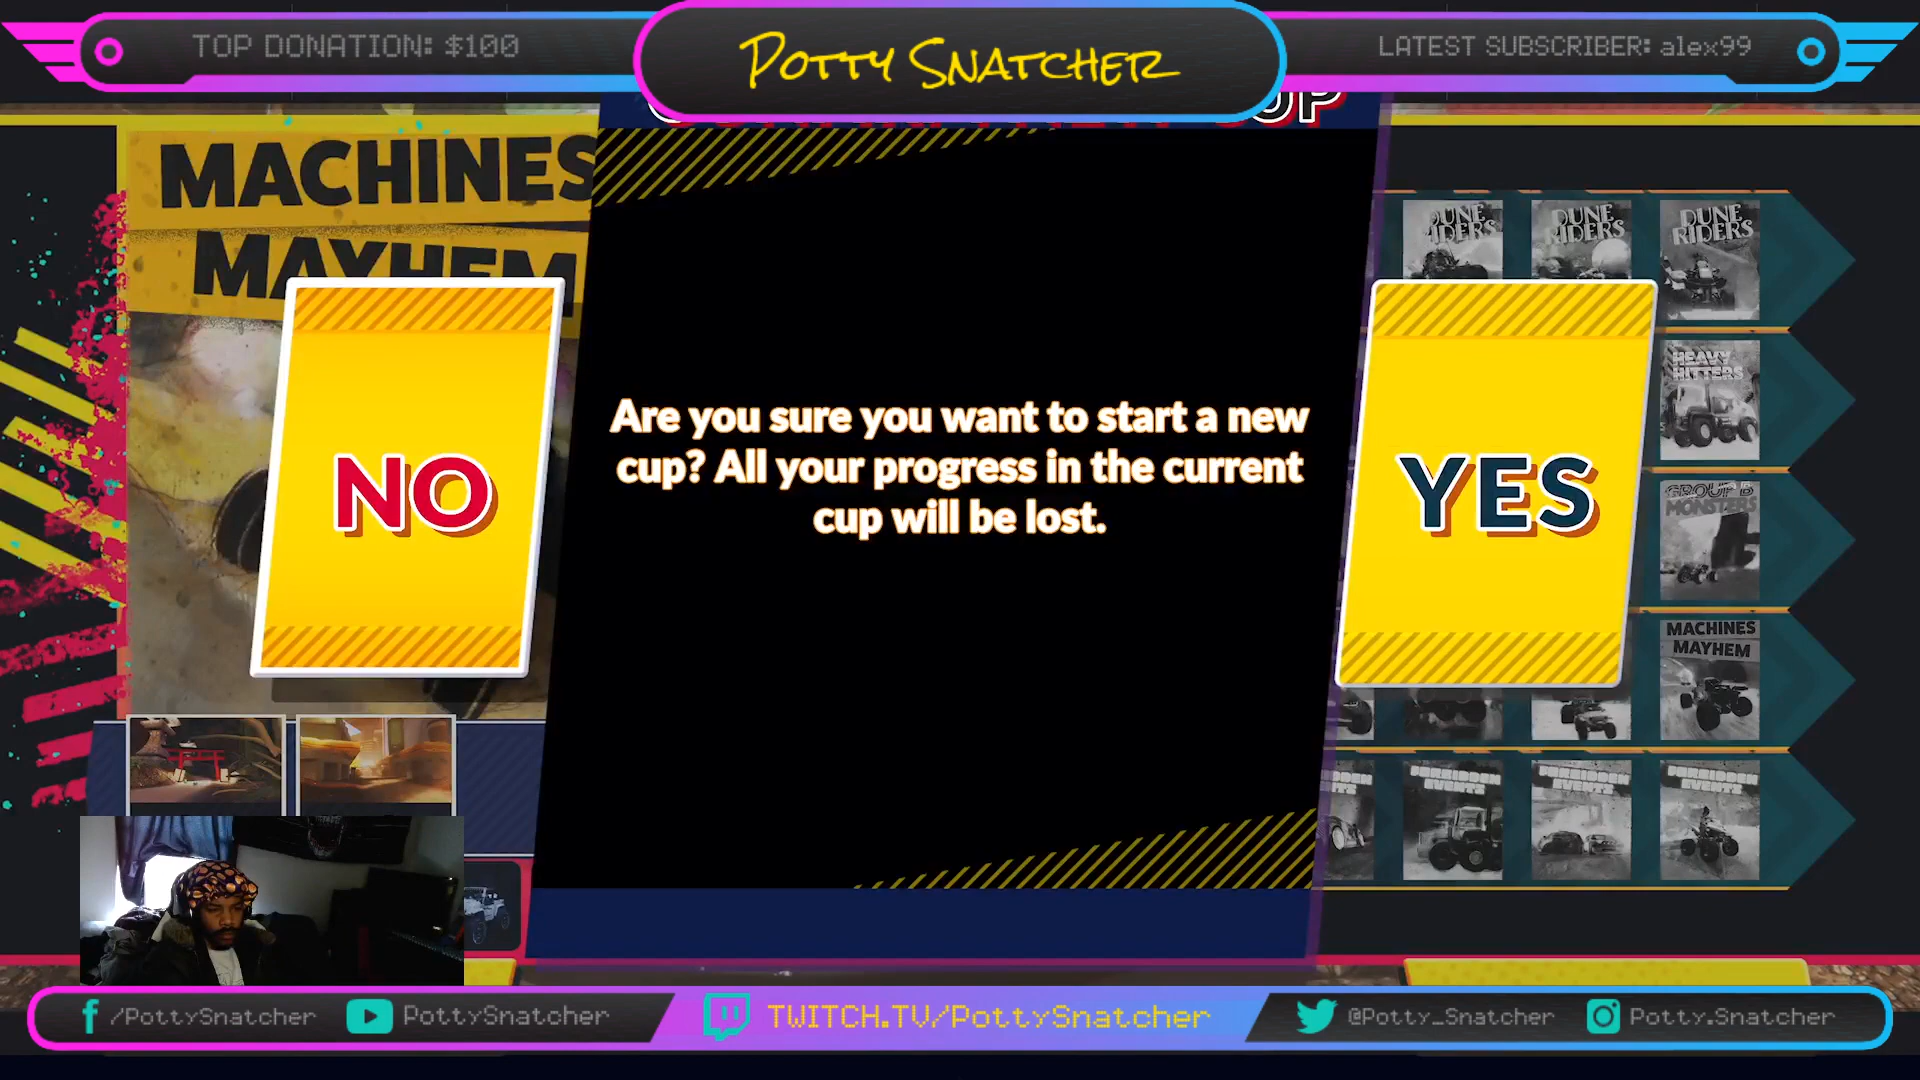 TOP DONATION: $100
POTTY SNATCHER
LATEST SUBSCRIBER: alex99
MACHINES
MAYHEM
DUNE
RIDERS
DUNE
RIDERS
DUNE
RIDERS
HEAVY
HITTERS
GROUP B
MONSTERS
MACHINES
MAYHEM
NO
Are you sure you want to start a new
cup? All your progress in the current
cup will be lost.
YES
/PottySnatcher
PottySnatcher
TWITCH.TV/PottySnatcher
@Potty_Snatcher
Potty.Snatcher